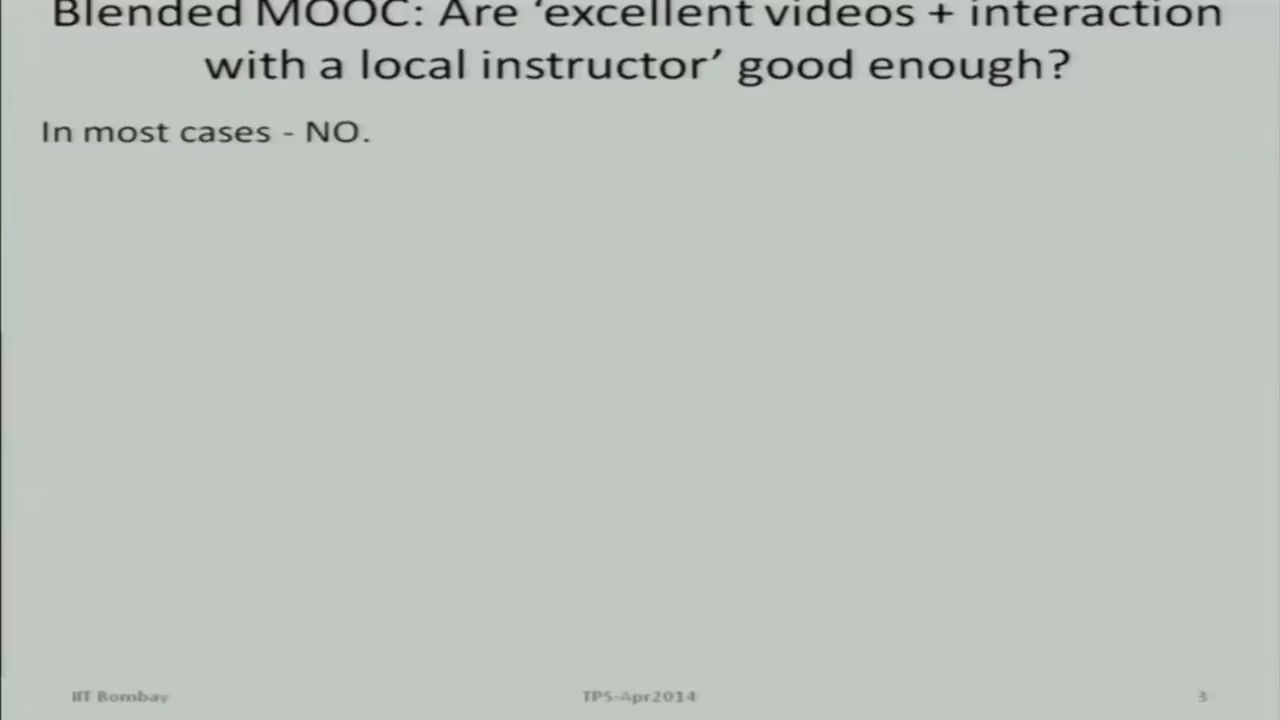 Blended MOOC: Are ‘excellent videos + interaction
with a local instructor’ good enough?
In most cases - NO.
IIT Bombay
TPS-Apr2014
3